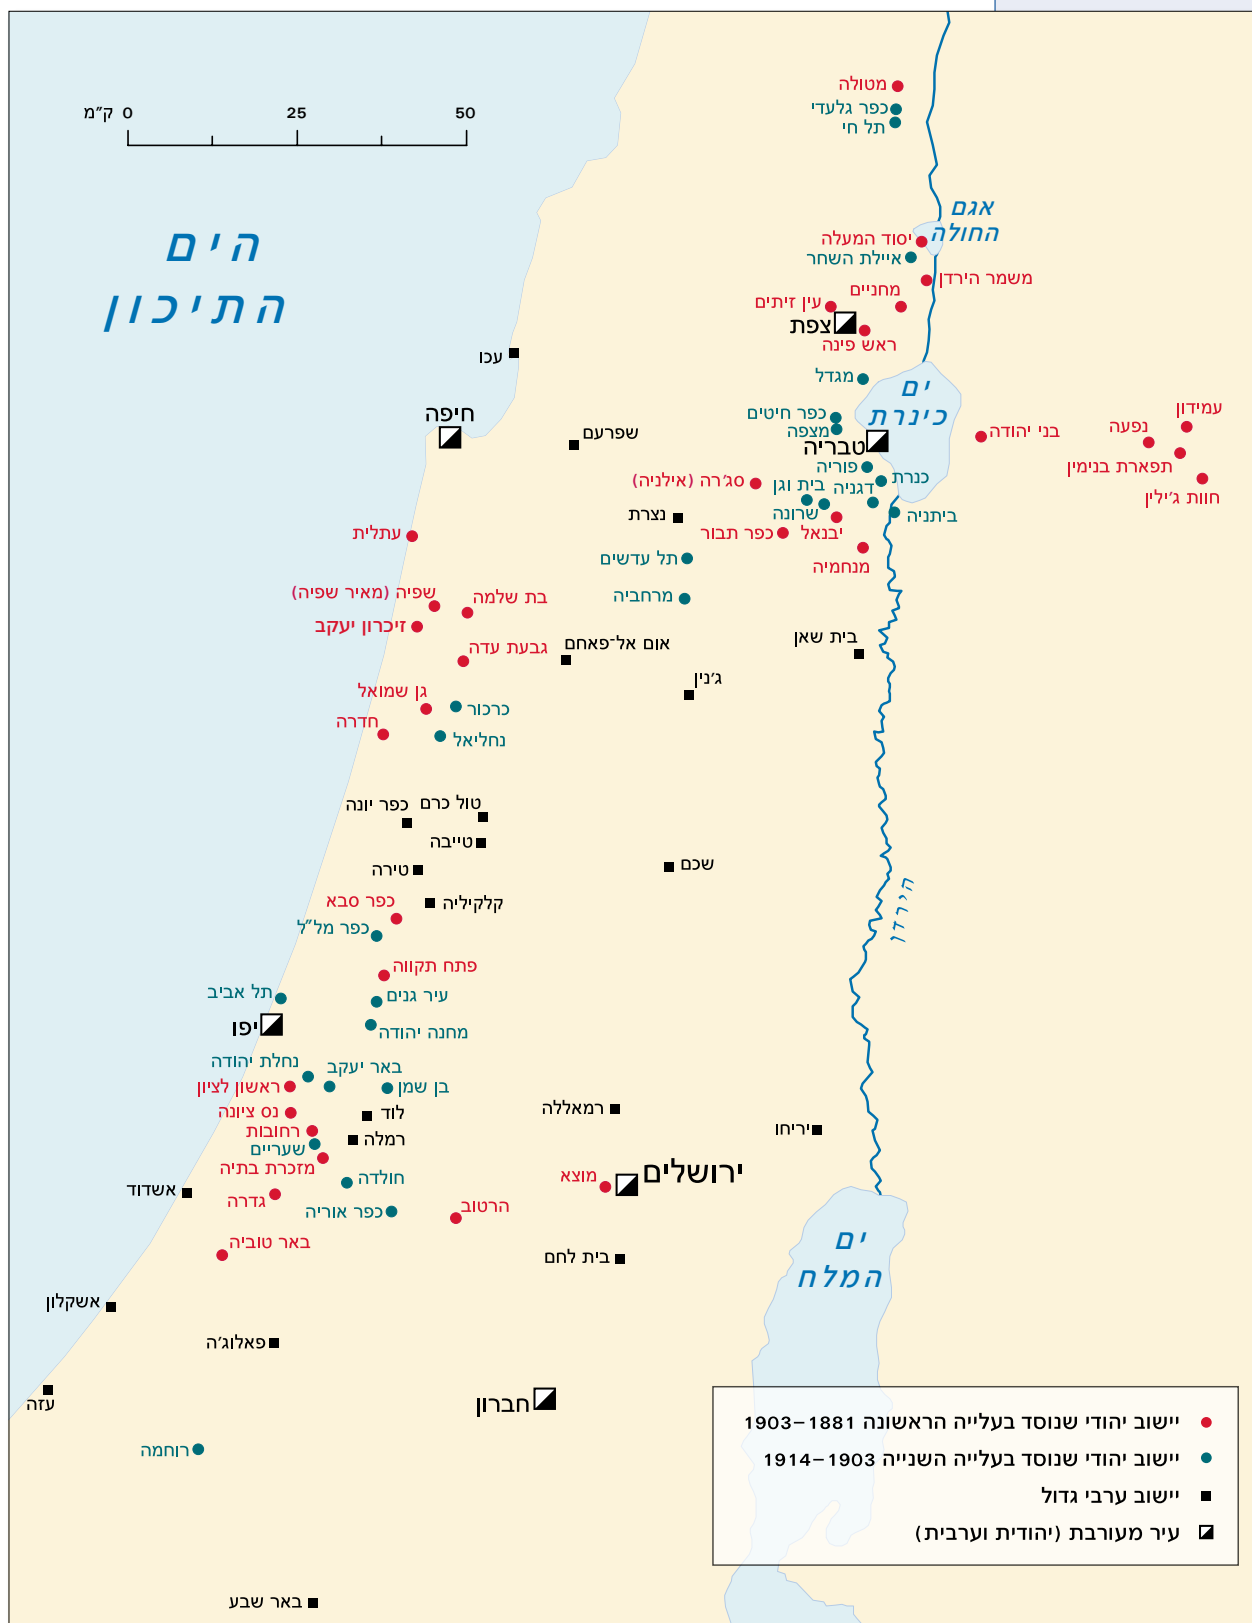 ק״מ 0 25 50
הים
התיכון
מטולה
כפר גלעדי
תל חי
אגם
החולה
יסוד המעלה
איילת השחר
משמר הירדן
מחניים
עין זיתים
צפת
ראש פינה
עכו
מגדל
ים
כינרת
חיפה
שפרעם
כפר חיטים
מצפה
טבריה
בני יהודה
עמידון
נפעה
תפארת בנימין
חוות ג׳ילין
פוריה
כנרת
סג׳רה (אילניה)
בית וגן
דגניה
שרונה
ביתניה
נצרת
כפר תבור
יבנאל
מנחמיה
עתלית
תל עדשים
מרחביה
שפיה (מאיר שפיה)
בת שלמה
זיכרון יעקב
גבעת עדה
אום אל־פאחם
בית שאן
ג׳נין
גן שמואל
כרכור
חדרה
נחליאל
כפר יונה
טול כרם
טייבה
טירה
שכם
קלקיליה
כפר סבא
כפר מל״ל
הירדן
פתח תקווה
תל אביב
עיר גנים
יפו
מחנה יהודה
נחלת יהודה
באר יעקב
ראשון לציון
בן שמן
נס ציונה
לוד
רמאללה
רחובות
רמלה
יריחו
שעריים
מזכרת בתיה
מוצא
ירושלים
חולדה
אשדוד
גדרה
כפר אוריה
הרטוב
באר טוביה
בית לחם
ים
המלח
אשקלון
פאלוג׳ה
עזה
חברון
רוחמה
באר שבע
יישוב יהודי שנוסד בעלייה הראשונה 1881–1903
יישוב יהודי שנוסד בעלייה השנייה 1903–1914
יישוב ערבי גדול
עיר מעורבת (יהודית וערבית)